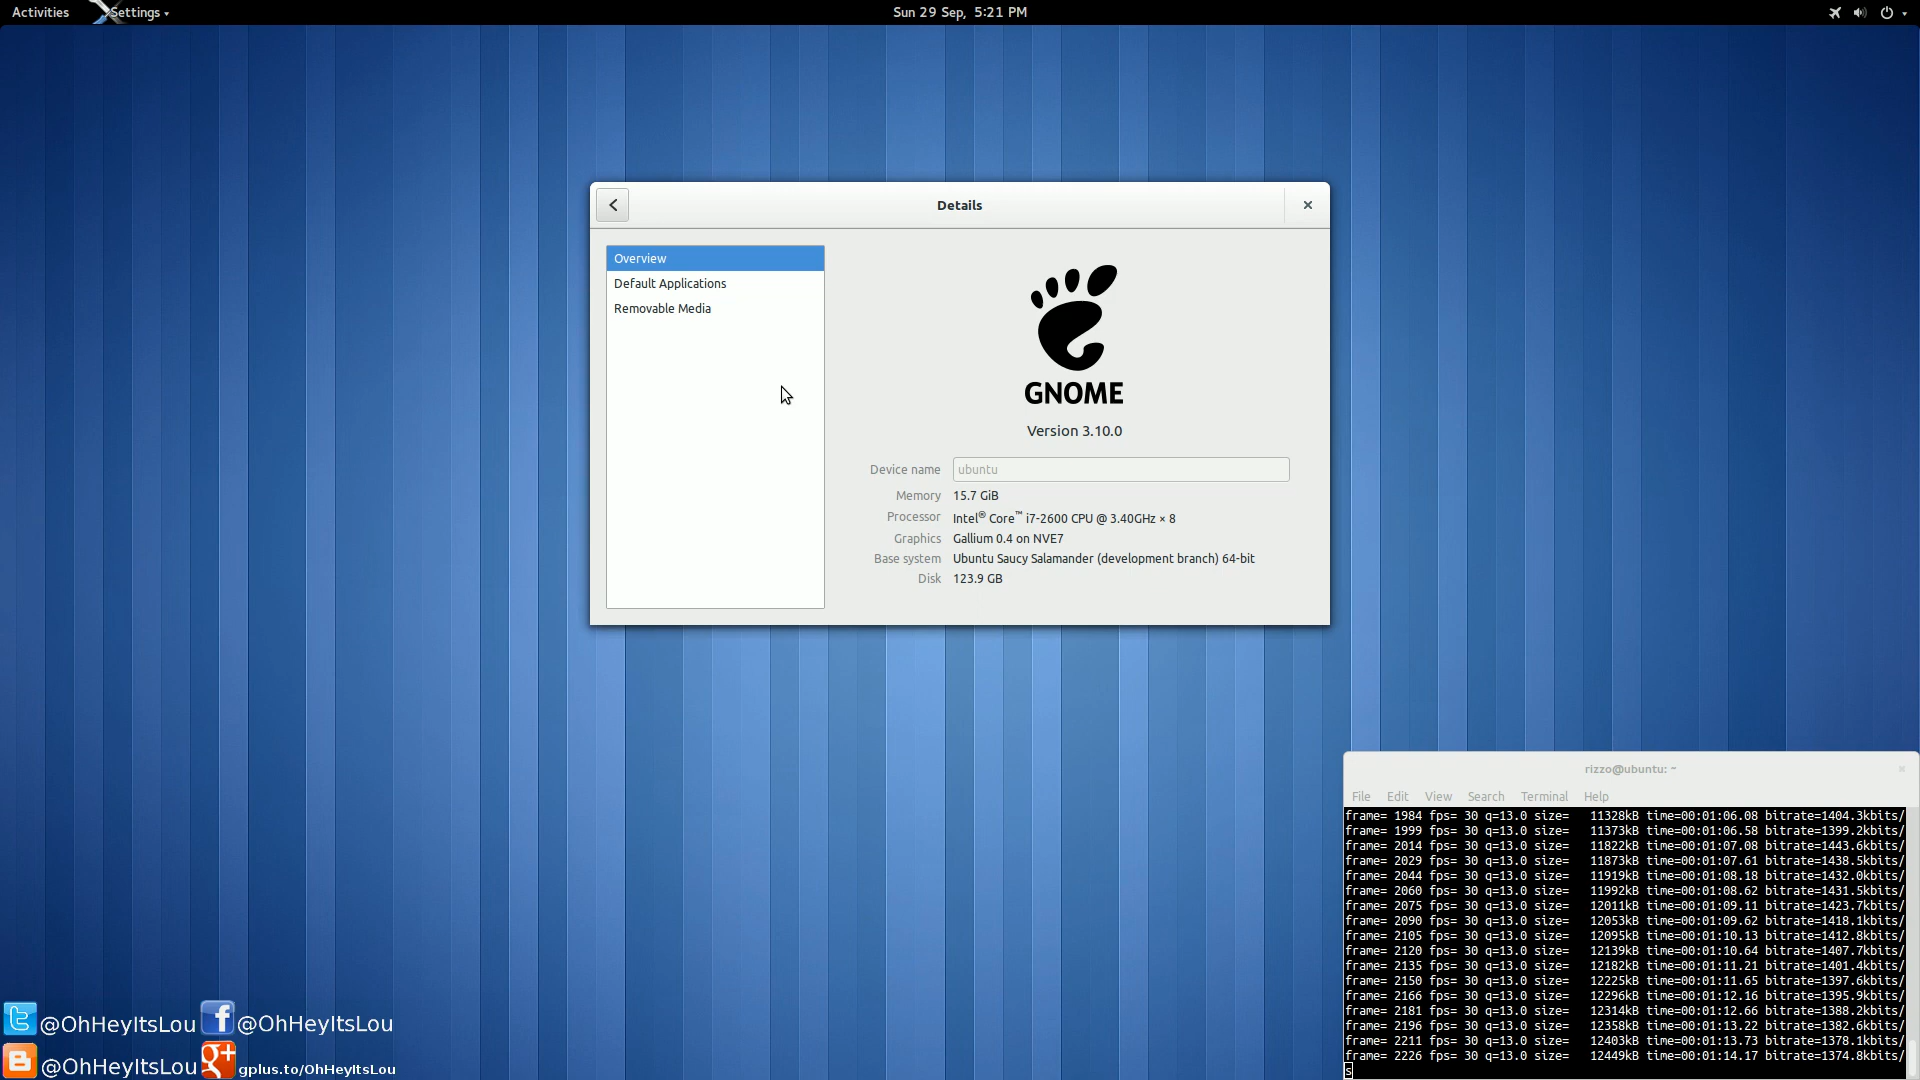 Activities
Settings
Sun 29 Sep, 5:21 PM
Details
Overview
Default Applications
Removable Media
GNOME
Version 3.10.0
Device name ubuntu
Memory 15.7 GiB
Processor Intel® Core™ i7-2600 CPU @ 3.40GHz × 8
Graphics Gallium 0.4 on NVE7
Base system Ubuntu Saucy Salamander (development branch) 64-bit
Disk 123.9 GB
rizzo@ubuntu: ~
File Edit View Search Terminal Help
frame= 1984 fps= 30 q=13.0 size=   11328kB time=00:01:06.08 bitrate=1404.3kbits/
frame= 1999 fps= 30 q=13.0 size=   11373kB time=00:01:06.58 bitrate=1399.2kbits/
frame= 2014 fps= 30 q=13.0 size=   11822kB time=00:01:07.08 bitrate=1443.6kbits/
frame= 2029 fps= 30 q=13.0 size=   11873kB time=00:01:07.61 bitrate=1438.5kbits/
frame= 2044 fps= 30 q=13.0 size=   11919kB time=00:01:08.18 bitrate=1432.0kbits/
frame= 2060 fps= 30 q=13.0 size=   11992kB time=00:01:08.62 bitrate=1431.5kbits/
frame= 2075 fps= 30 q=13.0 size=   12011kB time=00:01:09.11 bitrate=1423.7kbits/
frame= 2090 fps= 30 q=13.0 size=   12053kB time=00:01:09.62 bitrate=1418.1kbits/
frame= 2105 fps= 30 q=13.0 size=   12095kB time=00:01:10.13 bitrate=1412.8kbits/
frame= 2120 fps= 30 q=13.0 size=   12139kB time=00:01:10.64 bitrate=1407.7kbits/
frame= 2135 fps= 30 q=13.0 size=   12182kB time=00:01:11.21 bitrate=1401.4kbits/
frame= 2150 fps= 30 q=13.0 size=   12225kB time=00:01:11.65 bitrate=1397.6kbits/
frame= 2166 fps= 30 q=13.0 size=   12296kB time=00:01:12.16 bitrate=1395.9kbits/
frame= 2181 fps= 30 q=13.0 size=   12314kB time=00:01:12.66 bitrate=1388.2kbits/
frame= 2196 fps= 30 q=13.0 size=   12358kB time=00:01:13.22 bitrate=1382.6kbits/
frame= 2211 fps= 30 q=13.0 size=   12403kB time=00:01:13.73 bitrate=1378.1kbits/
frame= 2226 fps= 30 q=13.0 size=   12449kB time=00:01:14.17 bitrate=1374.8kbits/
s
@OhHeyItsLou @OhHeyItsLou
@OhHeyItsLou gplus.to/OhHeyItsLou